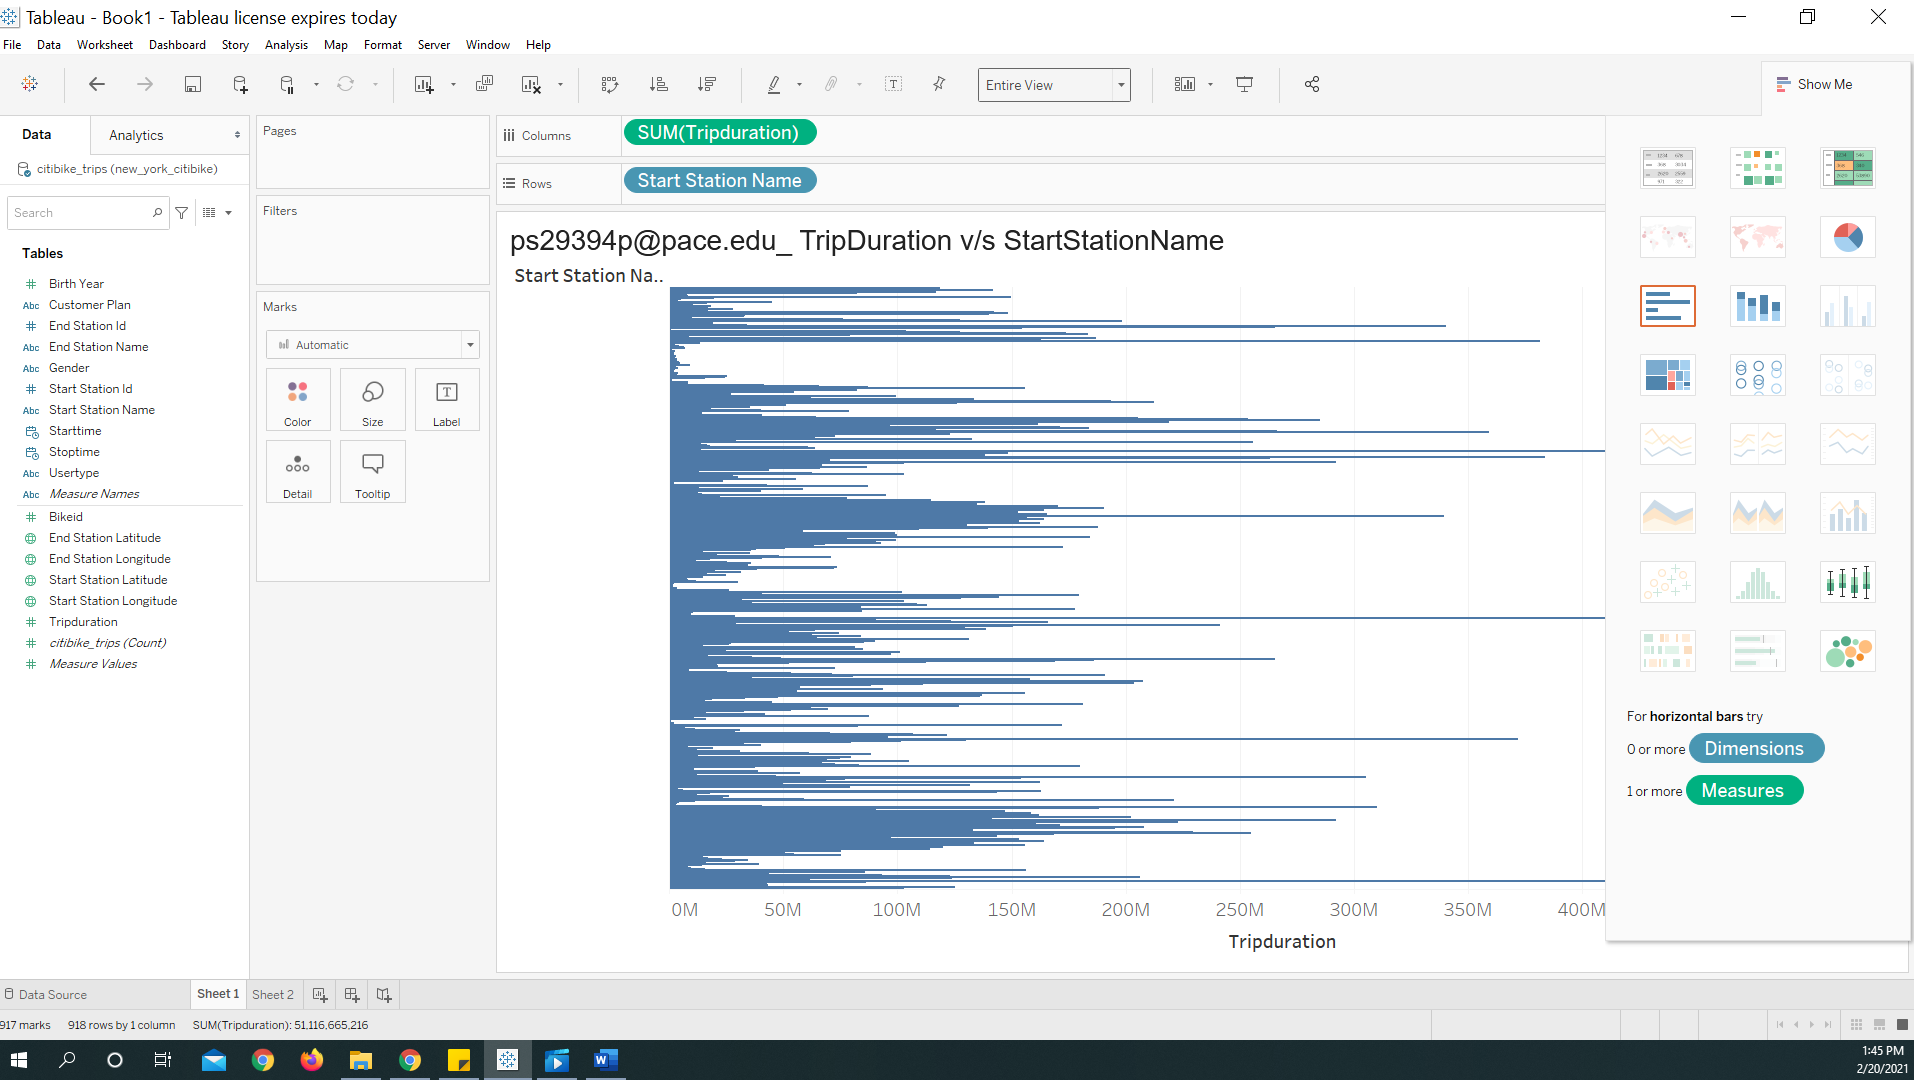 Tableau - Book1 - Tableau license expires today
File Data Worksheet Dashboard Story Analysis Map Format Server Window Help
Entire View
Show Me
Data
Analytics
Pages
Columns
SUM(Tripduration)
citibike_trips (new_york_citibike)
Rows
Start Station Name
Search
Filters
ps29394p@pace.edu_ TripDuration v/s StartStationName
Tables
Start Station Na..
# Birth Year
Abc Customer Plan
# End Station Id
Abc End Station Name
Abc Gender
# Start Station Id
Abc Start Station Name
Starttime
Stoptime
Abc Usertype
Abc Measure Names
# Bikeid
End Station Latitude
End Station Longitude
Start Station Latitude
Start Station Longitude
# Tripduration
# citibike_trips (Count)
# Measure Values
Marks
Automatic
Color
Size
T
Label
Detail
Tooltip
For horizontal bars try
0 or more Dimensions
1 or more Measures
0M 50M 100M 150M 200M 250M 300M 350M 400M
Tripduration
Data Source
Sheet 1
Sheet 2
917 marks 918 rows by 1 column SUM(Tripduration): 51,116,665,216
1:45 PM
2/20/2021